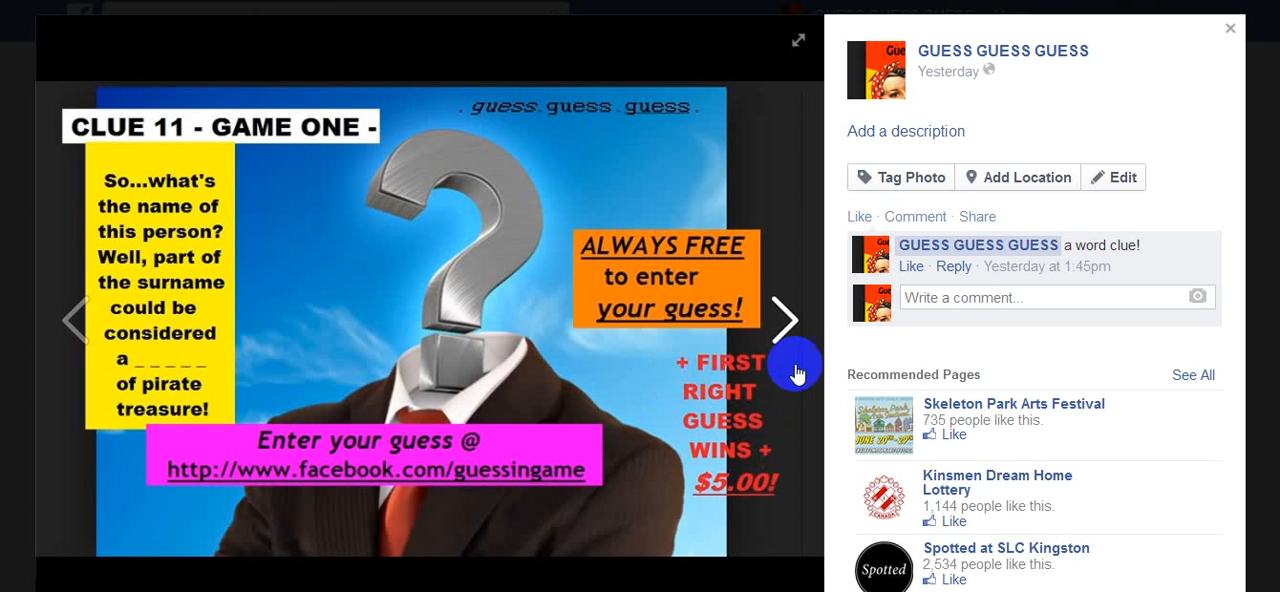 . guess.guess.guess.
CLUE 11 - GAME ONE -
So...what's
the name of
this person?
Well, part of
the surname
could be
considered
a _ _ _ _ _
of pirate
treasure!
ALWAYS FREE
to enter
your guess!
+ FIRST
RIGHT
GUESS
WINS +
$5.00!
Enter your guess @
http://www.facebook.com/guessingame
GUESS GUESS GUESS
Yesterday
Add a description
Tag Photo
Add Location
Edit
Like · Comment · Share
GUESS GUESS GUESS a word clue!
Like · Reply · Yesterday at 1:45pm
Write a comment...
Recommended Pages
See All
Skeleton Park Arts Festival
735 people like this.
Like
Kinsmen Dream Home
Lottery
1,144 people like this.
Like
Spotted
Spotted at SLC Kingston
2,534 people like this.
Like